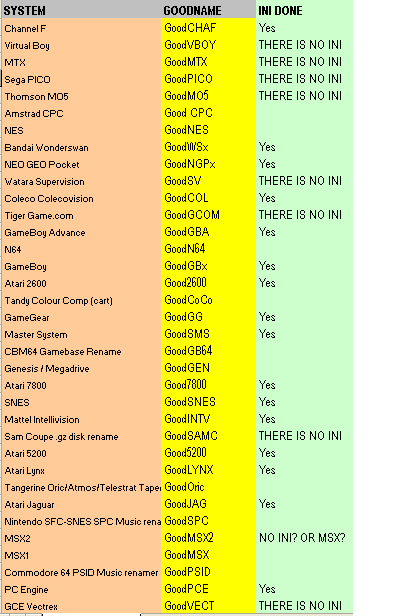 SYSTEM GOODNAME INI DONE
Channel F GoodCHAF Yes
Virtual Boy GoodVBOY THERE IS NO INI
MTX GoodMTX THERE IS NO INI
Sega PICO GoodPICO THERE IS NO INI
Thomson MO5 GoodMO5 THERE IS NO INI
Amstrad CPC Good CPC
NES GoodNES
Bandai Wonderswan GoodWSx Yes
NEO GEO Pocket GoodNGPx Yes
Watara Supervision GoodSV THERE IS NO INI
Coleco Colecovision GoodCOL Yes
Tiger Game.com GoodGCOM THERE IS NO INI
GameBoy Advance GoodGBA Yes
N64 GoodN64
GameBoy GoodGBx Yes
Atari 2600 Good2600 Yes
Tandy Colour Comp (cart) GoodCoCo
GameGear GoodGG Yes
Master System GoodSMS Yes
CBM64 Gamebase Rename GoodGB64
Genesis / Megadrive GoodGEN
Atari 7800 Good7800 Yes
SNES GoodSNES Yes
Mattel Intellivision GoodINTV Yes
Sam Coupe .gz disk rename GoodSAMC THERE IS NO INI
Atari 5200 Good5200 Yes
Atari Lynx GoodLYNX Yes
Tangerine Oric/Atmos/Telestrat Tape GoodOric
Atari Jaguar GoodJAG Yes
Nintendo SFC-SNES SPC Music rena GoodSPC
MSX2 GoodMSX2 NO INI? OR MSX?
MSX1 GoodMSX
Commodore 64 PSID Music renamer GoodPSID
PC Engine GoodPCE Yes
GCE Vectrex GoodVECT THERE IS NO INI